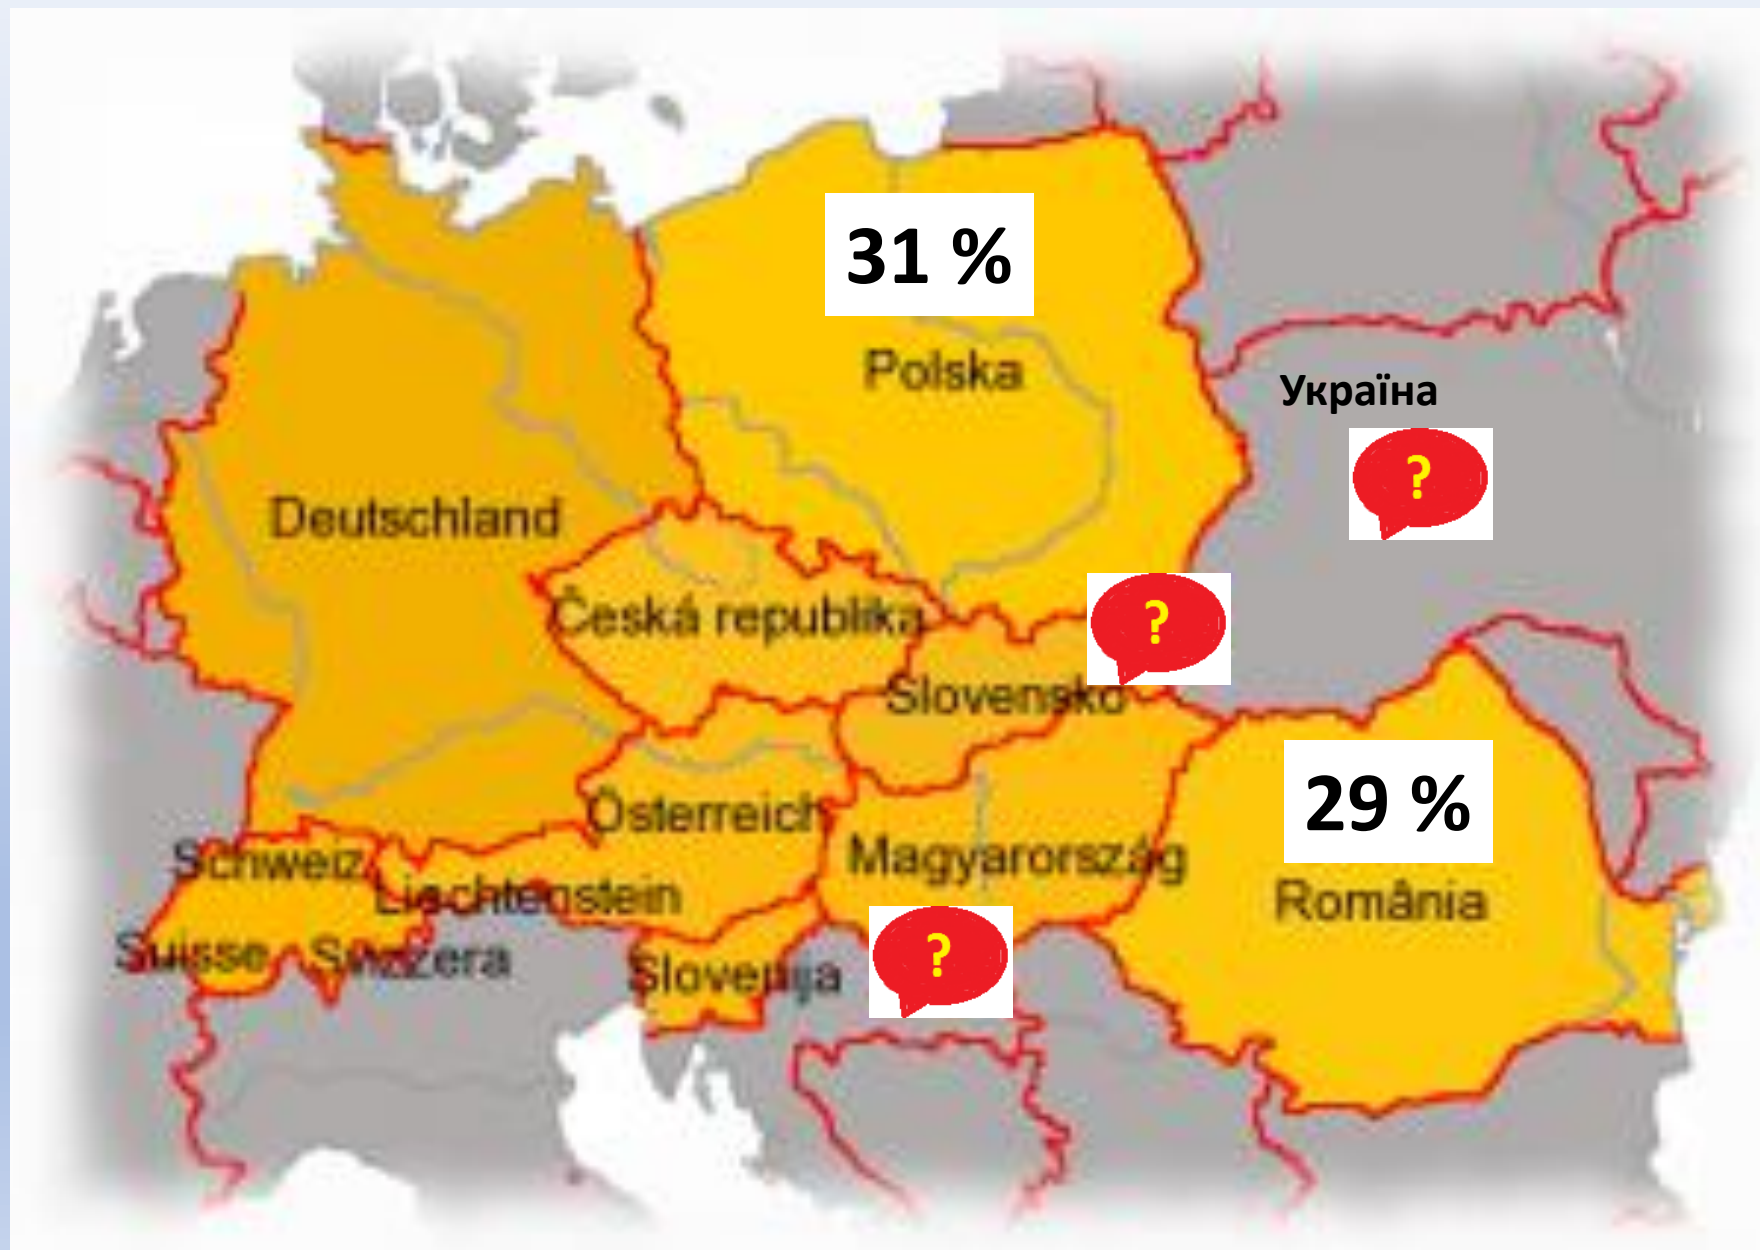 31 %
Polska
Україна
?
Deutschland
Česká republika
?
Slovensko
29 %
Österreich
Schweiz
Magyarország
Liechtenstein
România
?
Suisse
Svizzera
Slovenija